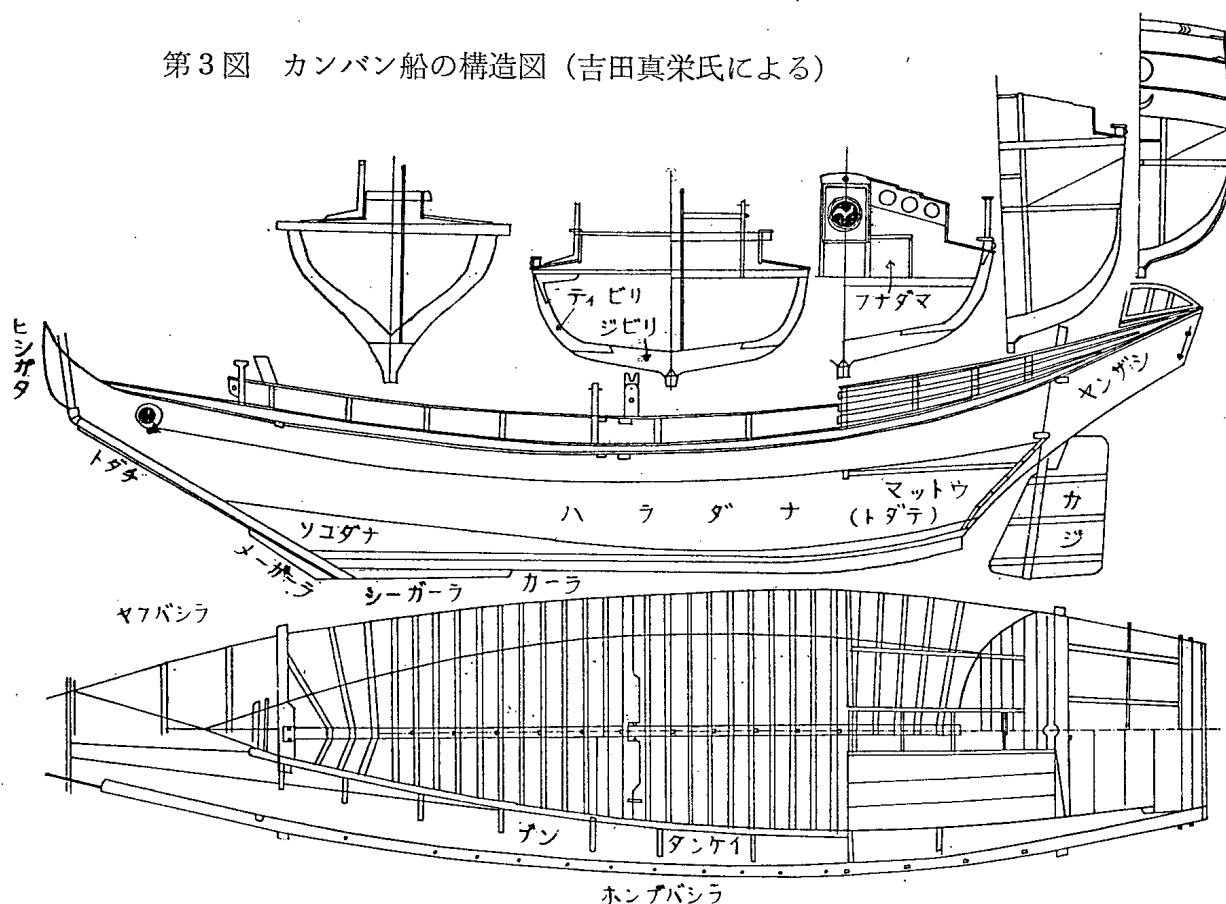 第3図 カンバン船の構造図（吉田真栄氏による）
ティビリ
ジビリ
フナダマ
ヒシガタ
トダヂ
メーガーラ
ソコダナ
シーガーラ
カーラ
ハラダナ
マットウ
(トダテ)
ヤンザシ
カジ
ヤフバシラ
ブン
タンケイ
ホンブバシラ